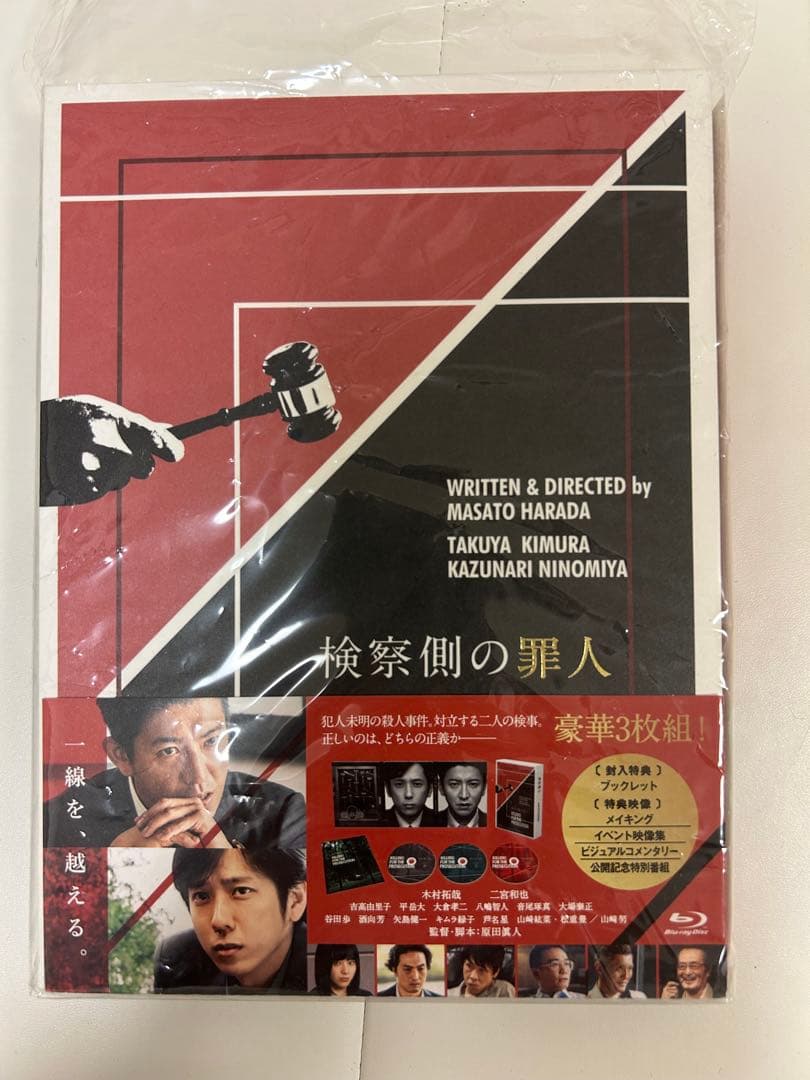 WRITTEN & DIRECTED by
MASATO HARADA
TAKUYA KIMURA
KAZUNARI NINOMIYA
検察側の罪人
一線を、越える。
犯人未明の殺人事件。対立する二人の検事。
正しいのは、どちらの正義か───
豪華3枚組!
〔封入特典〕
ブックレット
〔特典映像〕
メイキング
イベント映像集
ビジュアルコメンタリー
公開記念特別番組
木村拓哉 二宮和也
吉高由里子 平岳大 大倉孝二 八嶋智人 音尾琢真 大場泰正
谷田歩 酒向芳 矢島健一 キムラ緑子 芦名星 山崎紘菜・松重豊/山﨑努
監督・脚本:原田眞人
Blu-ray Disc